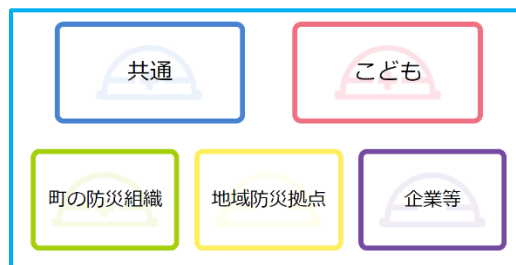 共通
こども
町の防災組織
地域防災拠点
企業等